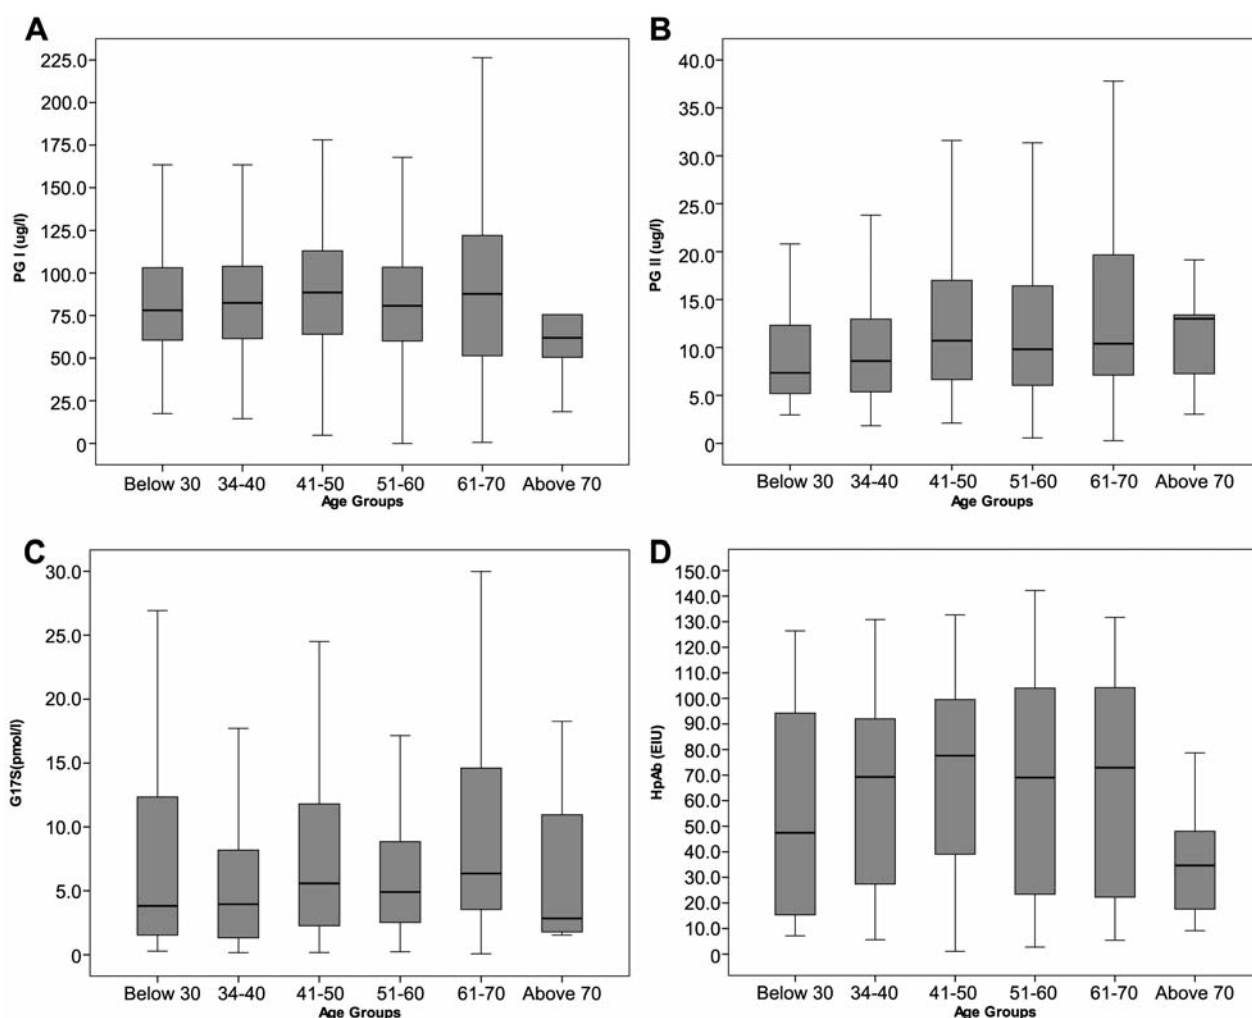 A
PG I (ug/l)
225.0
200.0
175.0
150.0
125.0
100.0
75.0
50.0
25.0
0
Below 30 34-40 41-50 51-60 61-70 Above 70
Age Groups
B
PG II (ug/l)
40.0
35.0
30.0
25.0
20.0
15.0
10.0
5.0
0
Below 30 34-40 41-50 51-60 61-70 Above 70
Age Groups
C
G17S(pmol/l)
30.0
25.0
20.0
15.0
10.0
5.0
0
Below 30 34-40 41-50 51-60 61-70 Above 70
Age Groups
D
HpAb (EIU)
150.0
140.0
130.0
120.0
110.0
100.0
90.0
80.0
70.0
60.0
50.0
40.0
30.0
20.0
10.0
0
Below 30 34-40 41-50 51-60 61-70 Above 70
Age Groups